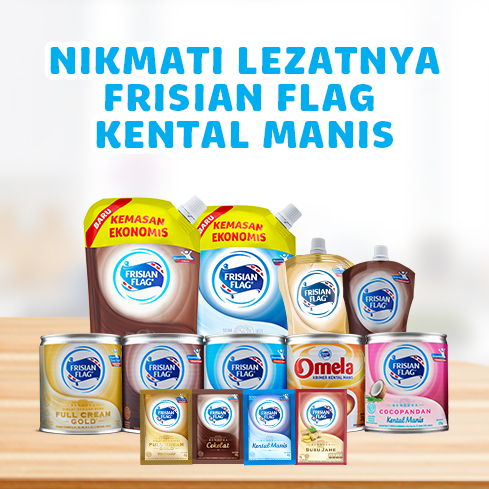 NIKMATI LEZATNYA
FRISIAN FLAG
KENTAL MANIS
BARU
KEMASAN
EKONOMIS
FRISIAN
FLAG
BARU
KEMASAN
EKONOMIS
FRISIAN
FLAG
FRISIAN
FLAG
FRISIAN
FLAG
FRISIAN
FLAG
FULL CREAM
GOLD
FRISIAN
FLAG
FRISIAN
FLAG
Omela
KRIMER KENTAL MANIS
FRISIAN
FLAG
COCOPANDAN
Kental Manis
FRISIAN
FLAG
FULL CREAM
FRISIAN
FLAG
Cokelat
FRISIAN
FLAG
Kental Manis
FRISIAN
FLAG
SUSU JAHE